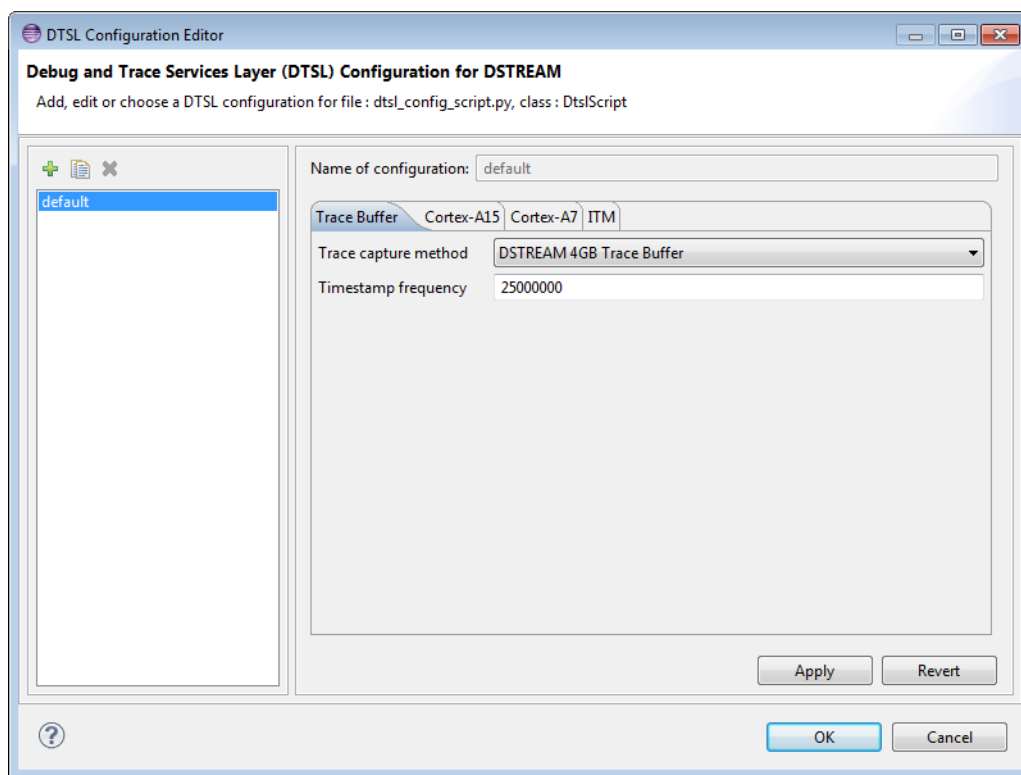 DTSL Configuration Editor
Debug and Trace Services Layer (DTSL) Configuration for DSTREAM
Add, edit or choose a DTSL configuration for file : dtsl_config_script.py, class : DtslScript
default
Name of configuration: default
Trace Buffer Cortex-A15 Cortex-A7 ITM
Trace capture method DSTREAM 4GB Trace Buffer
Timestamp frequency 25000000
Apply Revert
? OK Cancel